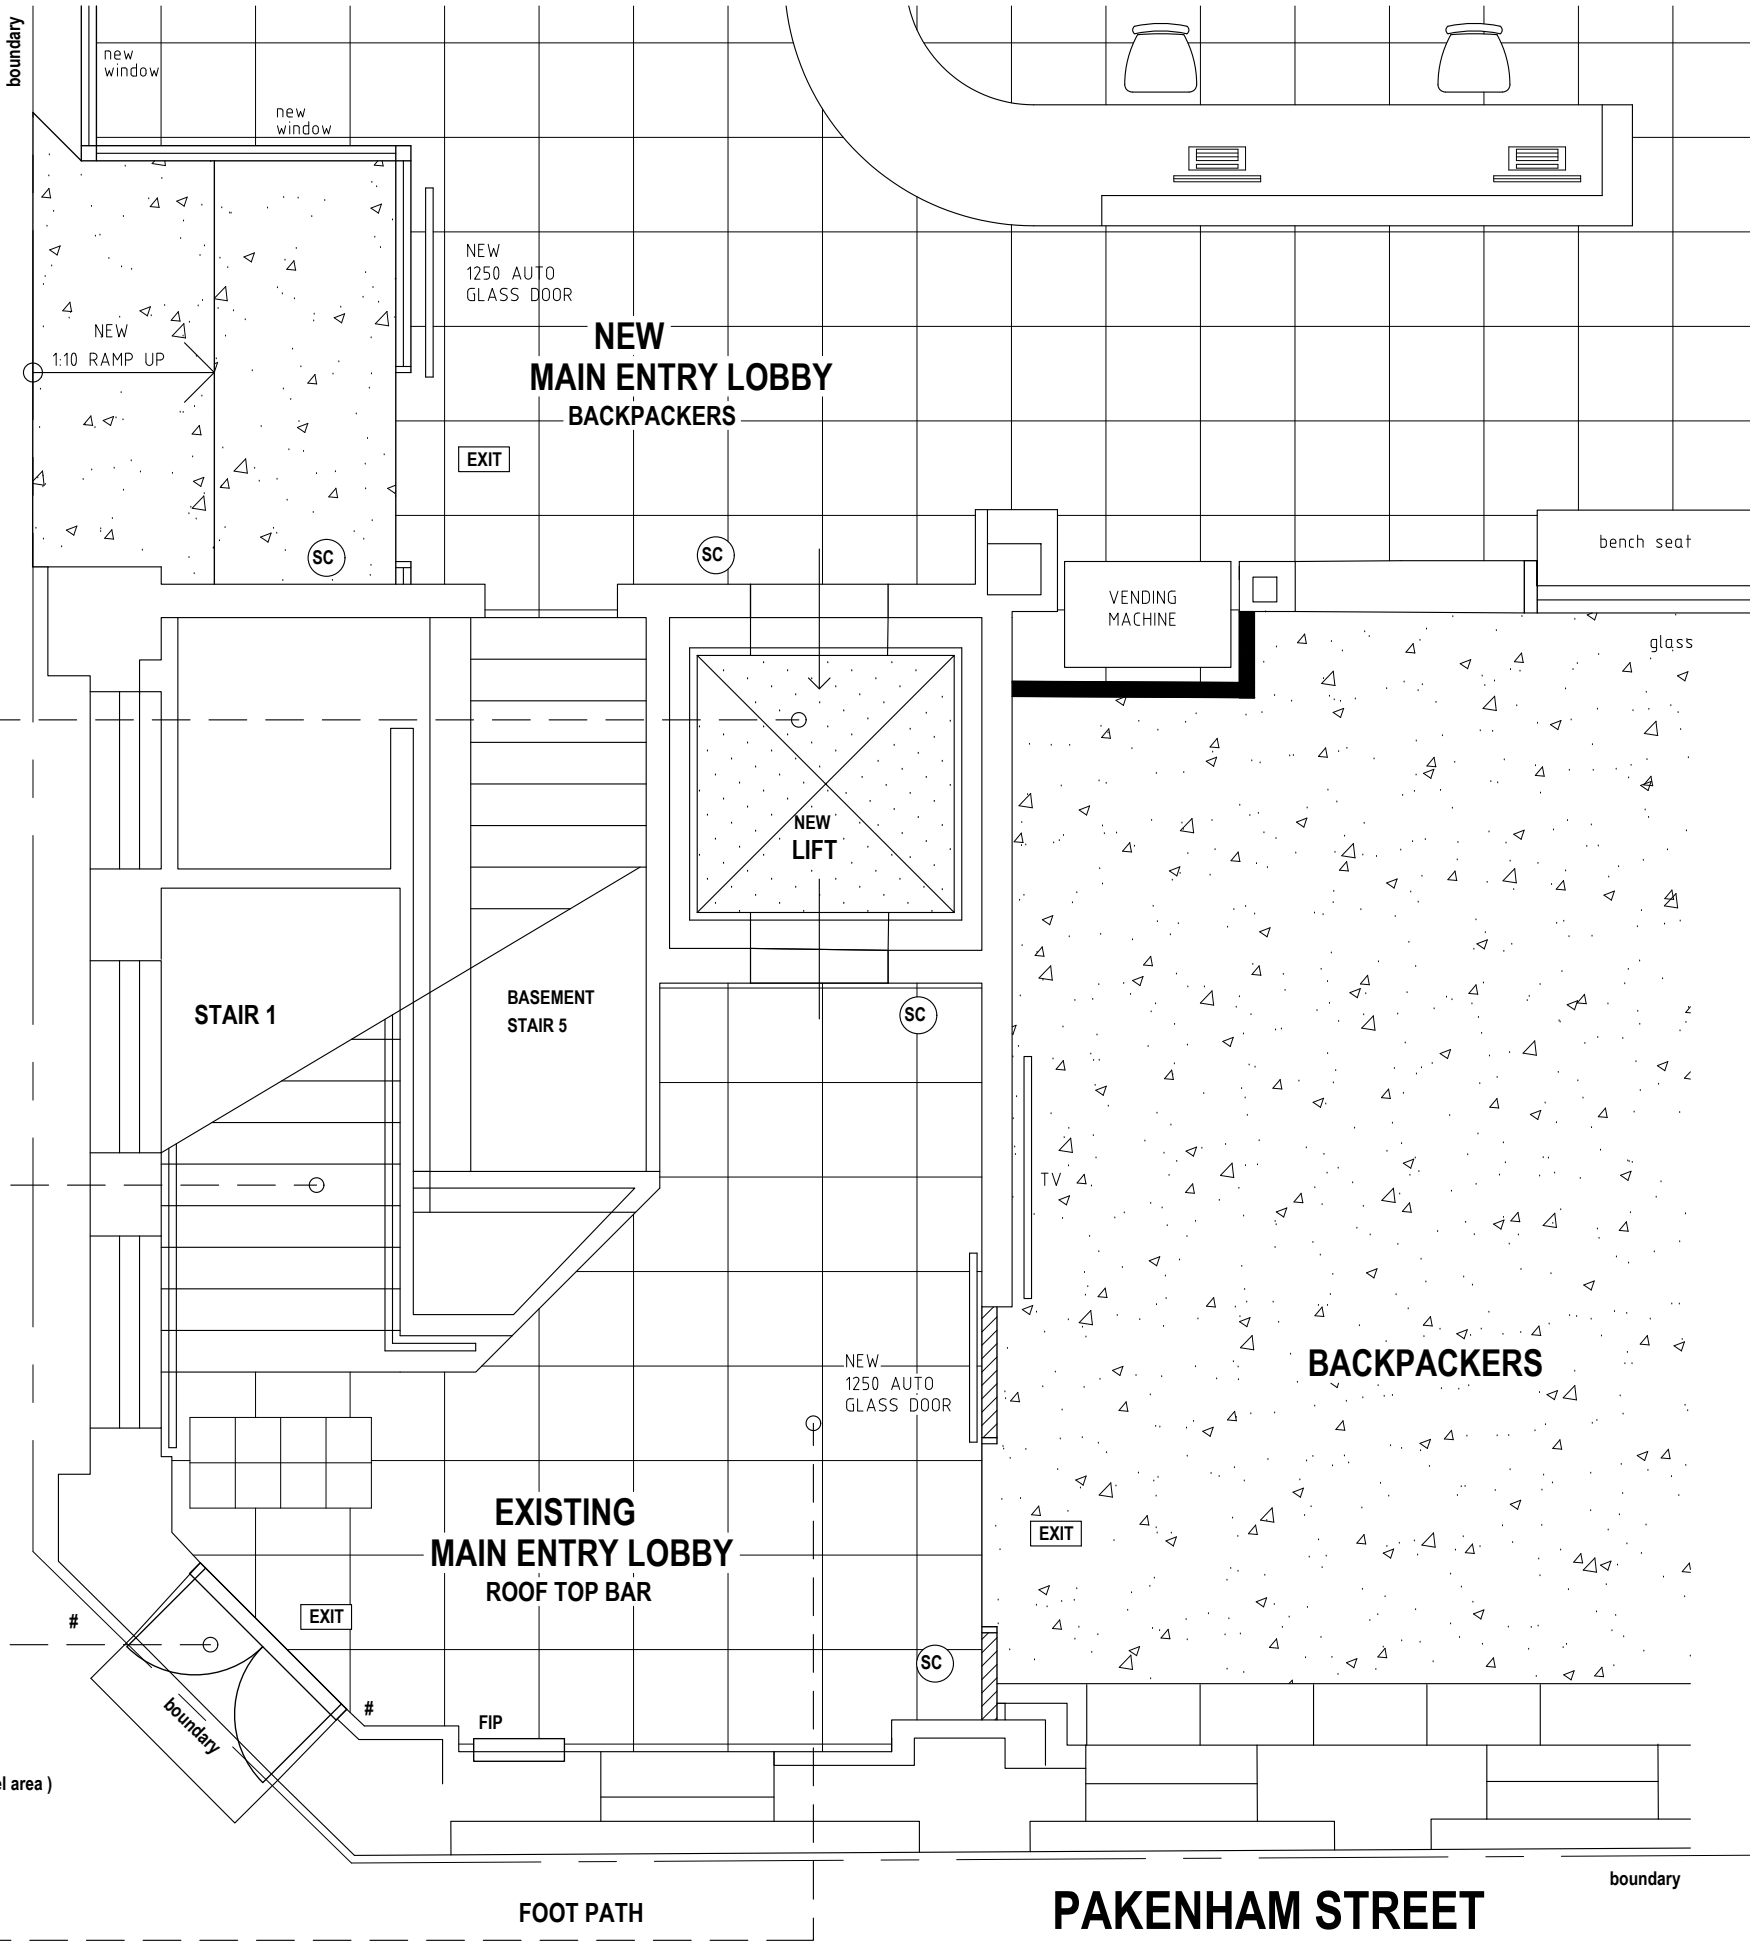 boundary
new
window
new
window
NEW
1250 AUTO
GLASS DOOR
NEW
1:10 RAMP UP
NEW
MAIN ENTRY LOBBY
BACKPACKERS
EXIT
SC
SC
bench seat
VENDING
MACHINE
glass
NEW
LIFT
STAIR 1
BASEMENT
STAIR 5
SC
TV
NEW
1250 AUTO
GLASS DOOR
BACKPACKERS
EXISTING
MAIN ENTRY LOBBY
ROOF TOP BAR
EXIT
EXIT
#
SC
#
boundary
FIP
el area )
boundary
FOOT PATH
PAKENHAM STREET